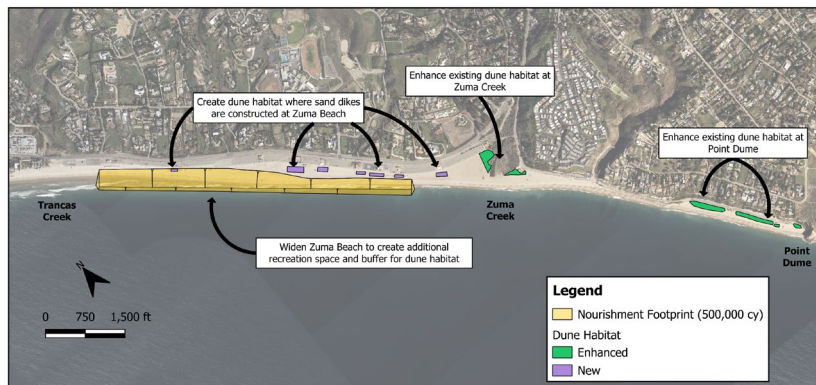 Create dune habitat where sand dikes
are constructed at Zuma Beach
Enhance existing dune habitat at
Zuma Creek
Enhance existing dune habitat at
Point Dume
Trancas
Creek
Zuma
Creek
Point
Dume
Widen Zuma Beach to create additional
recreation space and buffer for dune habitat
N
0 750 1,500 ft
Legend
Nourishment Footprint (500,000 cy)
Dune Habitat
Enhanced
New